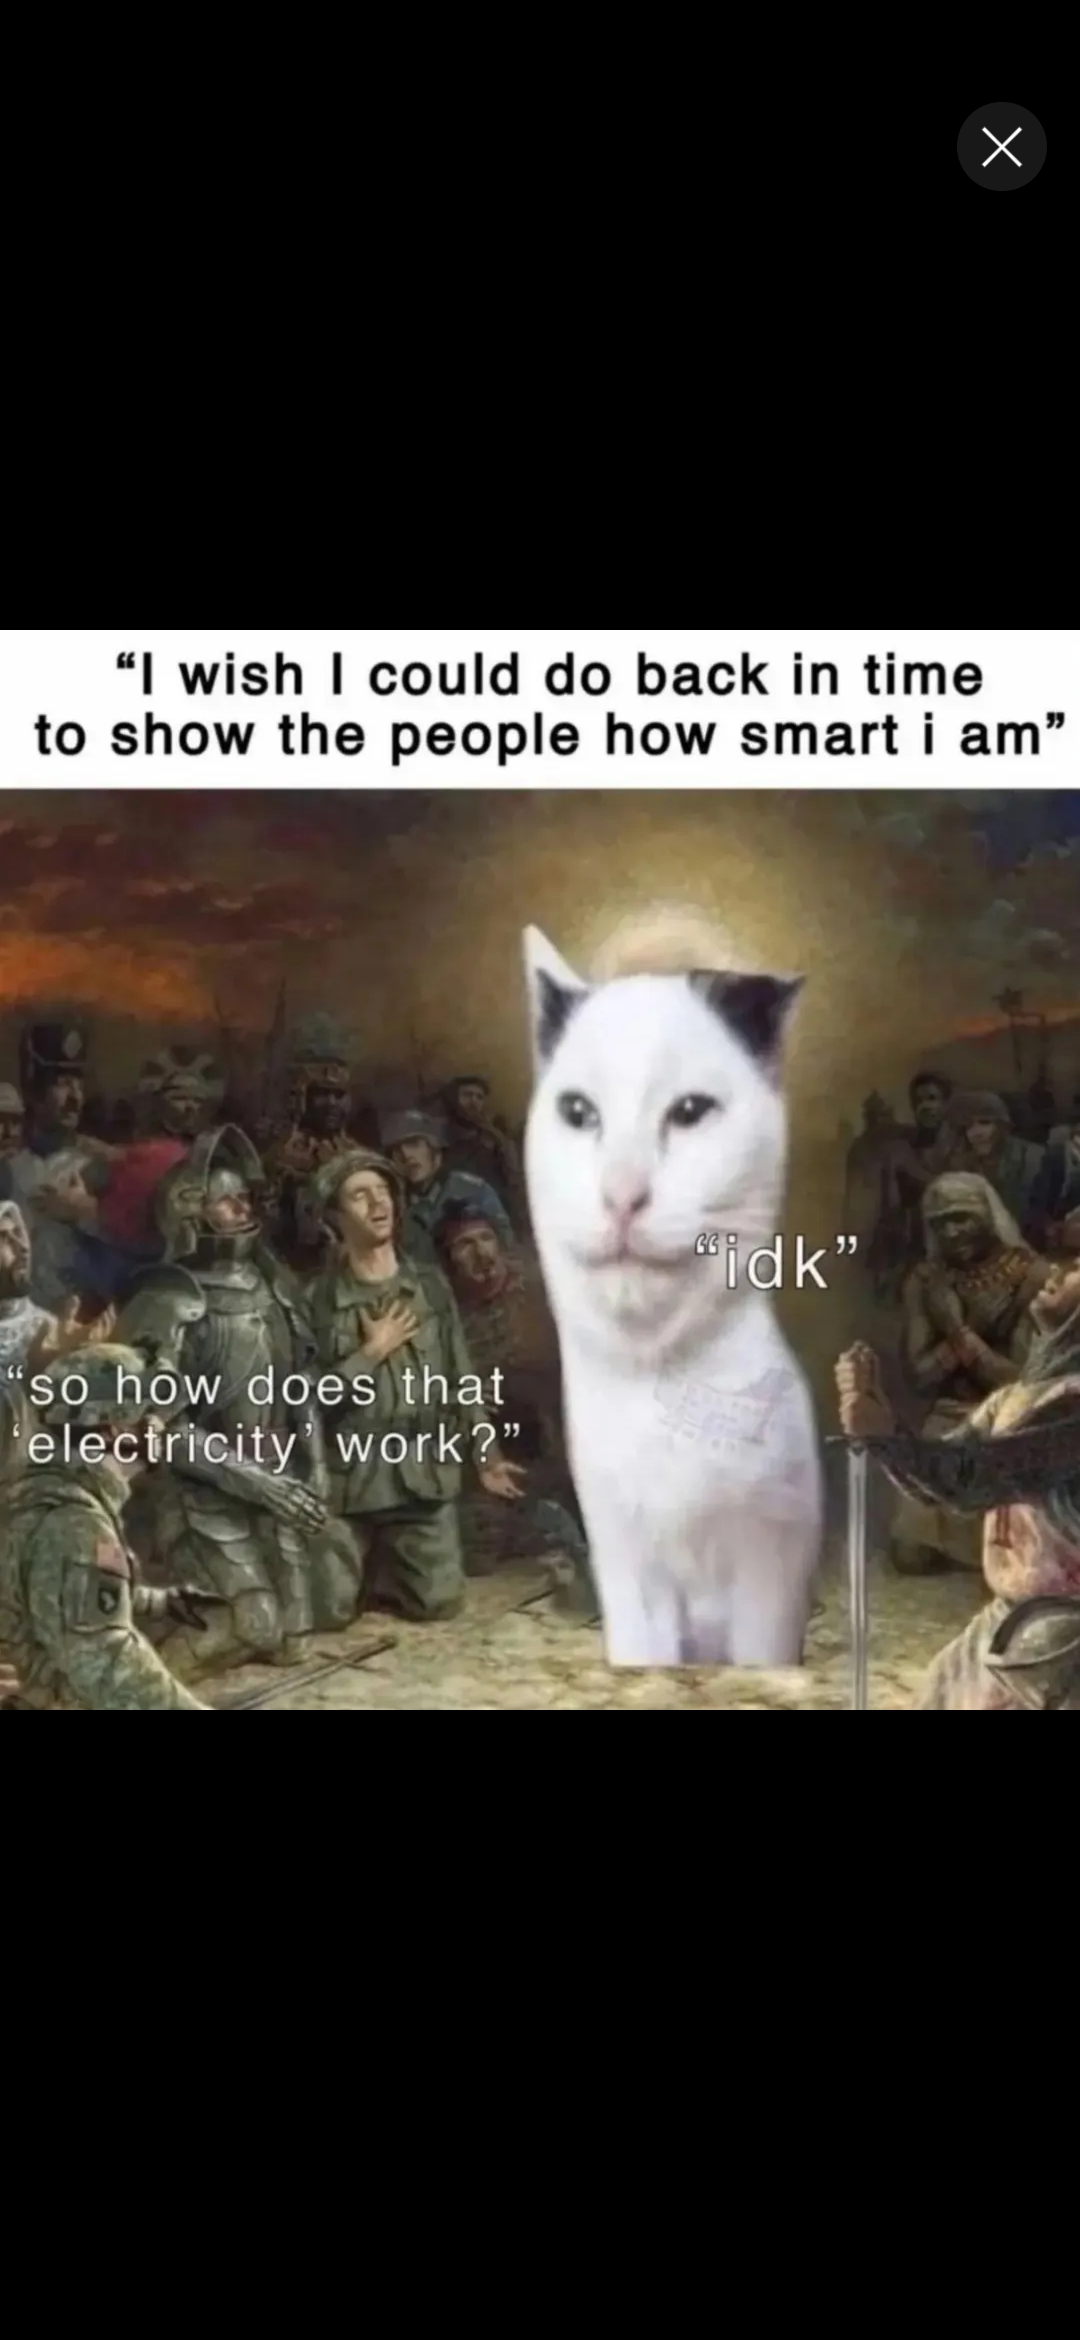 “I wish I could do back in time
to show the people how smart i am”
“idk”
“so how does that
‘electricity’ work?”